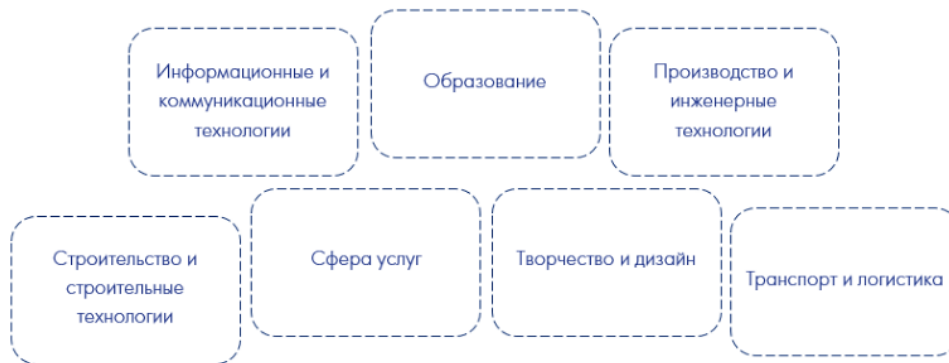 Информационные и
коммуникационные
технологии
Образование
Производство и
инженерные
технологии
Строительство и
строительные
технологии
Сфера услуг
Творчество и дизайн
Транспорт и логистика